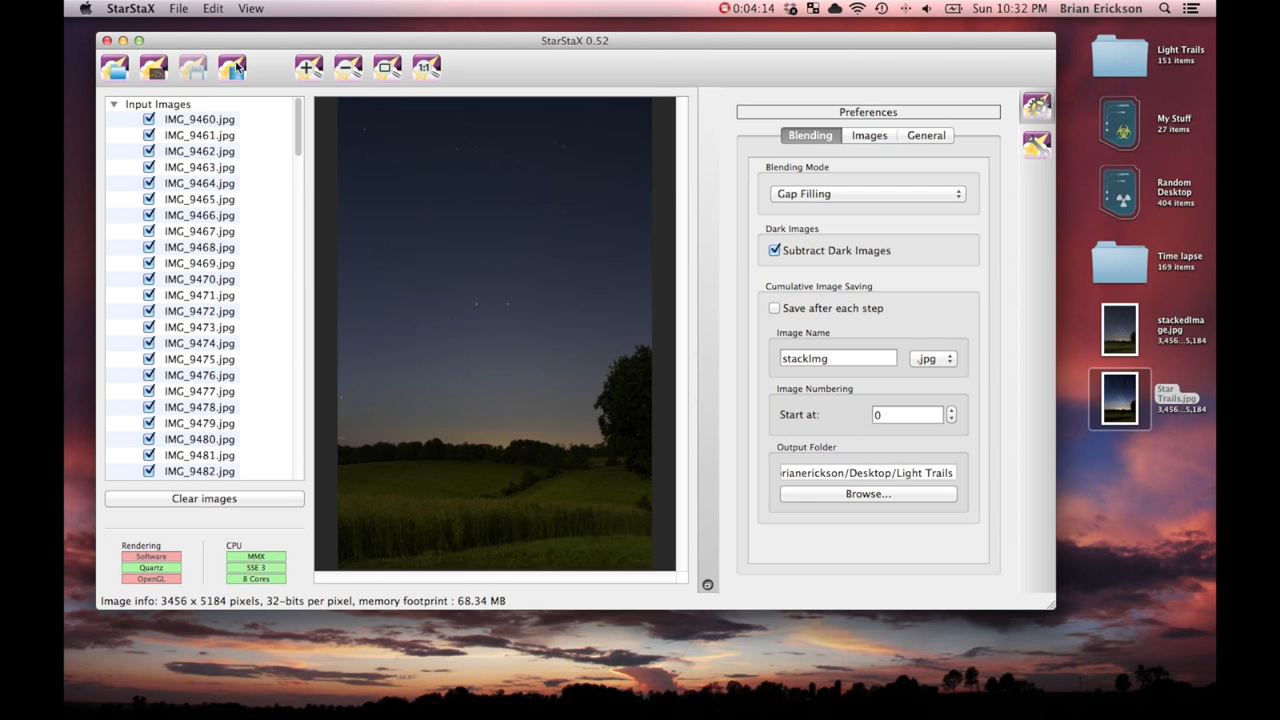 StarStaX File Edit View 0:04:14 Sun 10:32 PM Brian Erickson
StarStaX 0.52
1:1
Input Images
IMG_9460.jpg
IMG_9461.jpg
IMG_9462.jpg
IMG_9463.jpg
IMG_9464.jpg
IMG_9465.jpg
IMG_9466.jpg
IMG_9467.jpg
IMG_9468.jpg
IMG_9469.jpg
IMG_9470.jpg
IMG_9471.jpg
IMG_9472.jpg
IMG_9473.jpg
IMG_9474.jpg
IMG_9475.jpg
IMG_9476.jpg
IMG_9477.jpg
IMG_9478.jpg
IMG_9479.jpg
IMG_9480.jpg
IMG_9481.jpg
IMG_9482.jpg
Clear images
Rendering
Software
Quartz
OpenGL
CPU
MMX
SSE 3
8 Cores
Image info: 3456 x 5184 pixels, 32-bits per pixel, memory footprint : 68.34 MB
Preferences
Blending Images General
Blending Mode
Gap Filling
Dark Images
Subtract Dark Images
Cumulative Image Saving
Save after each step
Image Name
stackImg .jpg
Image Numbering
Start at: 0
Output Folder
rianerickson/Desktop/Light Trails
Browse...
Light Trails
151 items
My Stuff
27 items
Random
Desktop
404 items
Time lapse
169 items
stackedIma
ge.jpg
3,456...5,184
Star
Trails.jpg
3,456...5,184